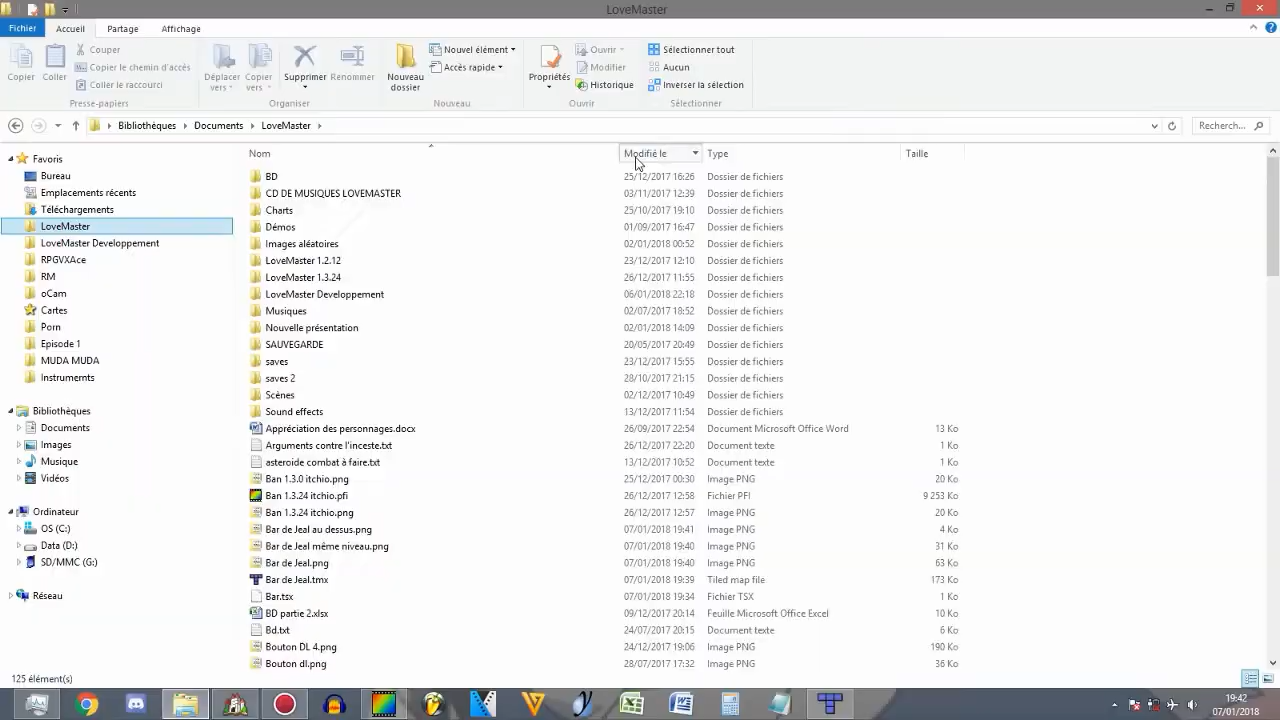 LoveMaster
Fichier Accueil Partage Affichage
Copier Coller Couper Copier le chemin d'accès Coller le raccourci
Presse-papiers
Déplacer vers Copier vers Supprimer Renommer
Organiser
Nouveau dossier Nouvel élément Accès rapide
Nouveau
Propriétés Ouvrir Modifier Historique
Ouvrir
Sélectionner tout Aucun Inverser la sélection
Sélectionner
Bibliothèques Documents LoveMaster Recherch...
Favoris
Bureau
Emplacements récents
Téléchargements
LoveMaster
LoveMaster Developpement
RPGVXAce
RM
oCam
Cartes
Porn
Episode 1
MUDA MUDA
Instrumernts
Bibliothèques
Documents
Images
Musique
Vidéos
Ordinateur
OS (C:)
Data (D:)
SD/MMC (G:)
Réseau
Nom Modifié le Type Taille
BD 25/12/2017 16:26 Dossier de fichiers
CD DE MUSIQUES LOVEMASTER 03/11/2017 12:39 Dossier de fichiers
Charts 25/10/2017 19:10 Dossier de fichiers
Démos 01/09/2017 16:47 Dossier de fichiers
Images aléatoires 02/01/2018 00:52 Dossier de fichiers
LoveMaster 1.2.12 23/12/2017 12:10 Dossier de fichiers
LoveMaster 1.3.24 26/12/2017 11:55 Dossier de fichiers
LoveMaster Developpement 06/01/2018 22:18 Dossier de fichiers
Musiques 02/07/2017 18:52 Dossier de fichiers
Nouvelle présentation 02/01/2018 14:09 Dossier de fichiers
SAUVEGARDE 20/05/2017 20:49 Dossier de fichiers
saves 23/12/2017 15:55 Dossier de fichiers
saves 2 28/10/2017 21:15 Dossier de fichiers
Scènes 02/12/2017 10:49 Dossier de fichiers
Sound effects 13/12/2017 11:54 Dossier de fichiers
Appréciation des personnages.docx 26/09/2017 22:54 Document Microsoft Office Word 13 Ko
Arguments contre l'inceste.txt 26/12/2017 22:20 Document texte 1 Ko
asteroide combat à faire.txt 13/12/2017 10:52 Document texte 1 Ko
Ban 1.3.0 itchio.png 25/12/2017 00:30 Image PNG 20 Ko
Ban 1.3.24 itchio.pfi 26/12/2017 12:58 Fichier PFI 9 253 Ko
Ban 1.3.24 itchio.png 26/12/2017 12:57 Image PNG 20 Ko
Bar de Jeal au dessus.png 07/01/2018 19:41 Image PNG 4 Ko
Bar de Jeal même niveau.png 07/01/2018 19:40 Image PNG 31 Ko
Bar de Jeal.png 07/01/2018 19:40 Image PNG 63 Ko
Bar de Jeal.tmx 07/01/2018 19:39 Tiled map file 173 Ko
Bar.tsx 07/01/2018 19:34 Fichier TSX 1 Ko
BD partie 2.xlsx 09/12/2017 20:14 Feuille Microsoft Office Excel 10 Ko
Bd.txt 24/07/2017 20:15 Document texte 6 Ko
Bouton DL 4.png 24/12/2017 19:06 Image PNG 190 Ko
Bouton dl.png 28/07/2017 17:32 Image PNG 36 Ko
125 élément(s)
19:42
07/01/2018